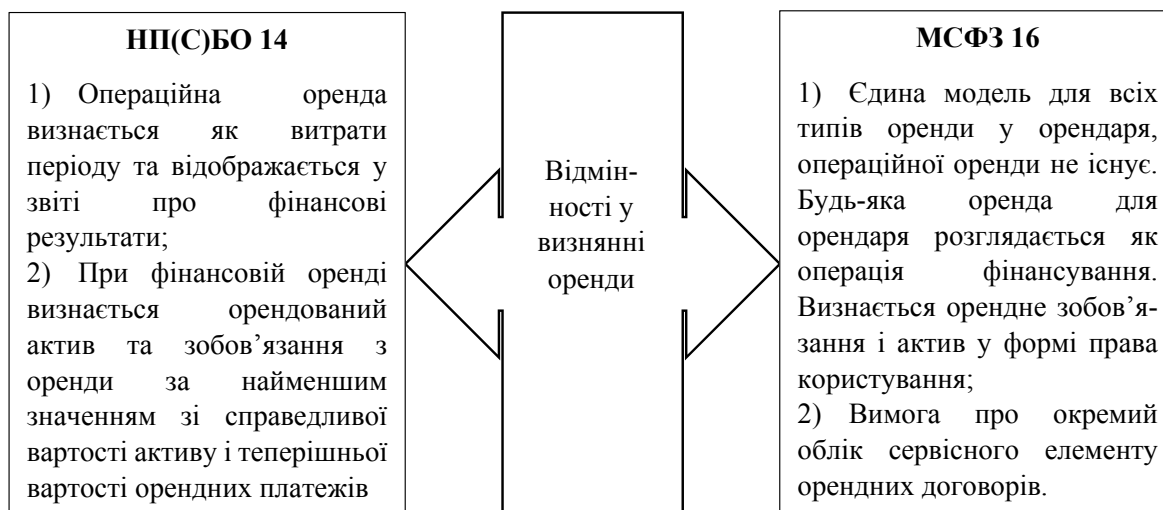 НП(С)БО 14
1) Операційна оренда
визнається як витрати
періоду та відображається у
звіті про фінансові
результати;
2) При фінансовій оренді
визнається орендований
актив та зобов’язання з
оренди за найменшим
значенням зі справедливої
вартості активу і теперішньої
вартості орендних платежів
Відмін-
ності у
визнянні
оренди
МСФЗ 16
1) Єдина модель для всіх
типів оренди у орендаря,
операційної оренди не існує.
Будь-яка оренда для
орендаря розглядається як
операція фінансування.
Визнається орендне зобов’я-
зання і актив у формі права
користування;
2) Вимога про окремий
облік сервісного елементу
орендних договорів.